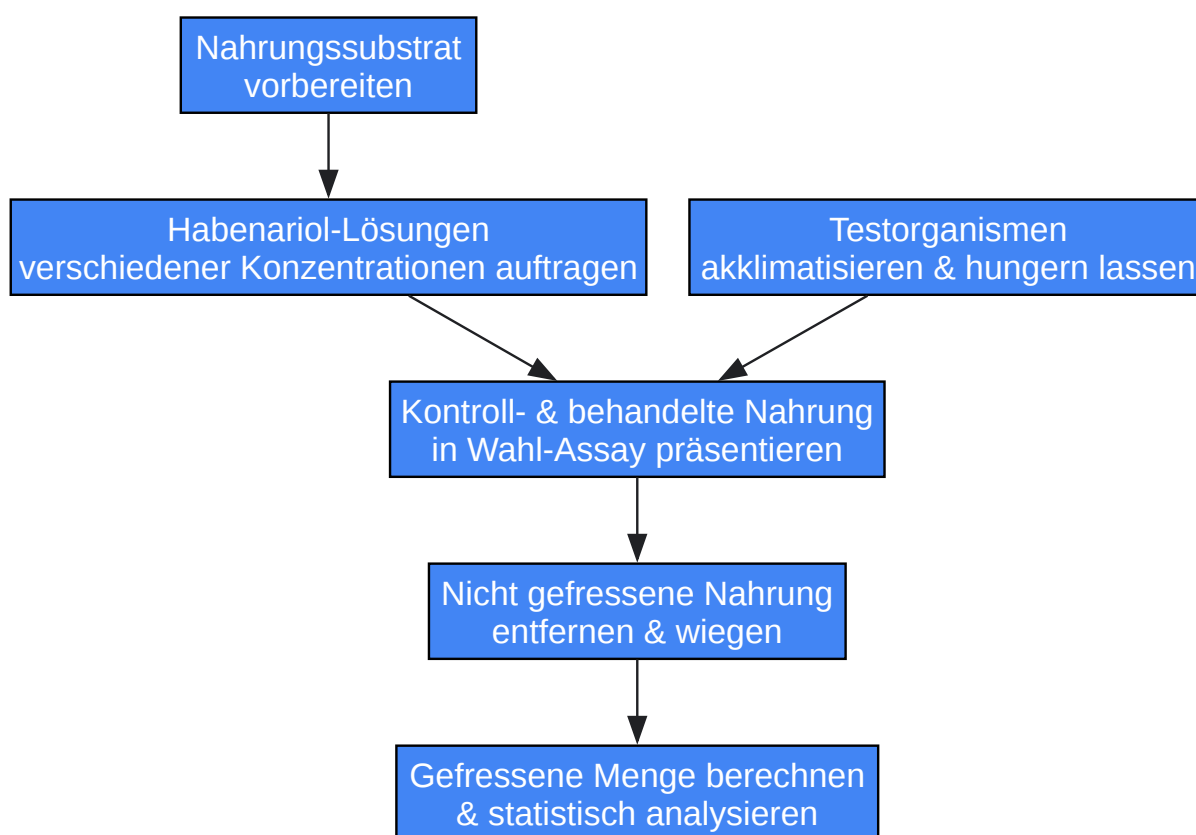 Nahrungssubstrat
vorbereiten
Habenariol-Lösungen
verschiedener Konzentrationen auftragen
Testorganismen
akklimatisieren & hungern lassen
Kontroll- & behandelte Nahrung
in Wahl-Assay präsentieren
Nicht gefressene Nahrung
entfernen & wiegen
Gefressene Menge berechnen
& statistisch analysieren